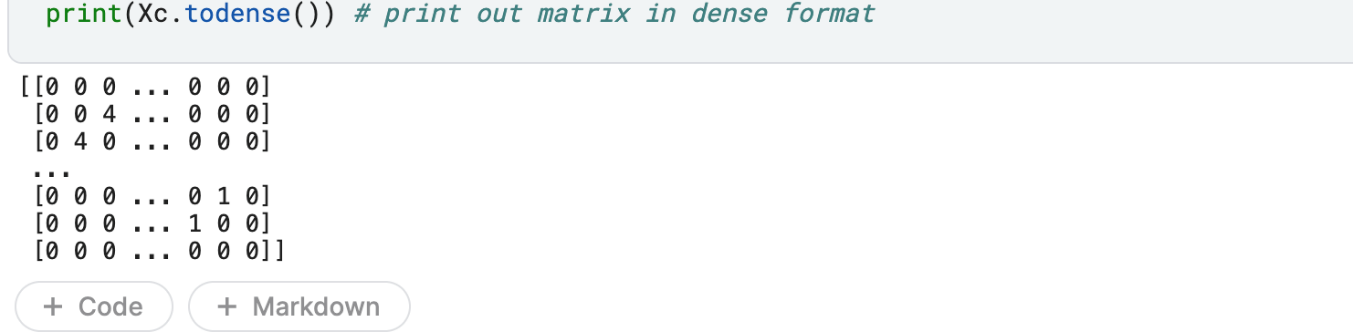 print(Xc.todense()) # print out matrix in dense format
[[0 0 0 ... 0 0 0]
 [0 0 4 ... 0 0 0]
 [0 4 0 ... 0 0 0]
 ...
 [0 0 0 ... 0 1 0]
 [0 0 0 ... 1 0 0]
 [0 0 0 ... 0 0 0]]
+ Code + Markdown